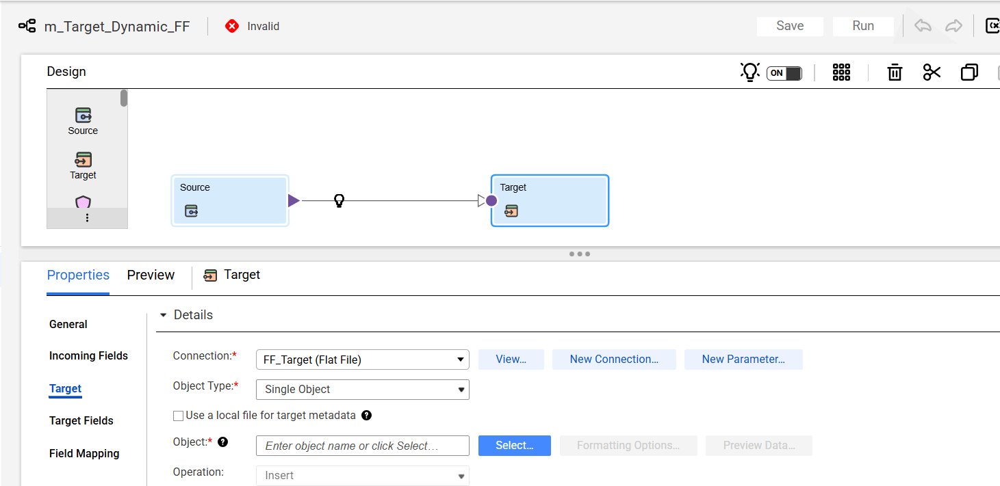 m_Target_Dynamic_FF Invalid Save Run
Design ON
Source
Target
Source Target
Properties Preview Target
Details
General
Incoming Fields
Target
Target Fields
Field Mapping
Connection:* FF_Target (Flat File) View... New Connection... New Parameter...
Object Type:* Single Object
Use a local file for target metadata ?
Object:* ? Enter object name or click Select... Select... Formatting Options... Preview Data...
Operation: Insert